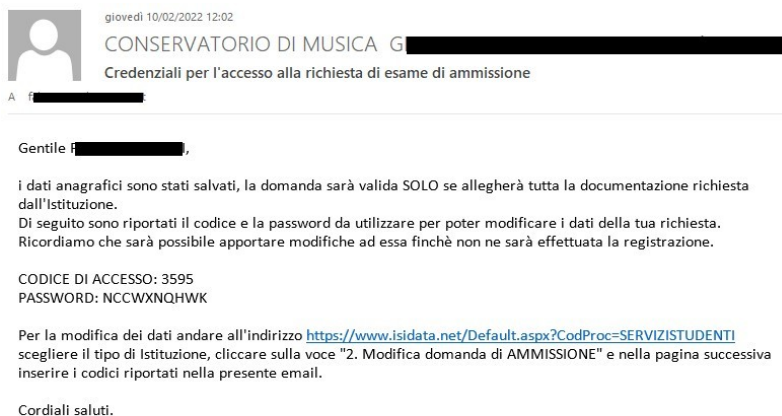 giovedì 10/02/2022 12:02
CONSERVATORIO DI MUSICA
Credenziali per l'accesso alla richiesta di esame di ammissione
A
Gentile
i dati anagrafici sono stati salvati, la domanda sarà valida SOLO se allegherà tutta la documentazione richiesta
dall'Istituzione.
Di seguito sono riportati il codice e la password da utilizzare per poter modificare i dati della tua richiesta.
Ricordiamo che sarà possibile apportare modifiche ad essa finchè non ne sarà effettuata la registrazione.
CODICE DI ACCESSO: 3595
PASSWORD: NCCWXNQHWK
Per la modifica dei dati andare all'indirizzo https://www.isidata.net/Default.aspx?CodProc=SERVIZISTUDENTI
scegliere il tipo di Istituzione, cliccare sulla voce "2. Modifica domanda di AMMISSIONE" e nella pagina successiva
inserire i codici riportati nella presente email.
Cordiali saluti.